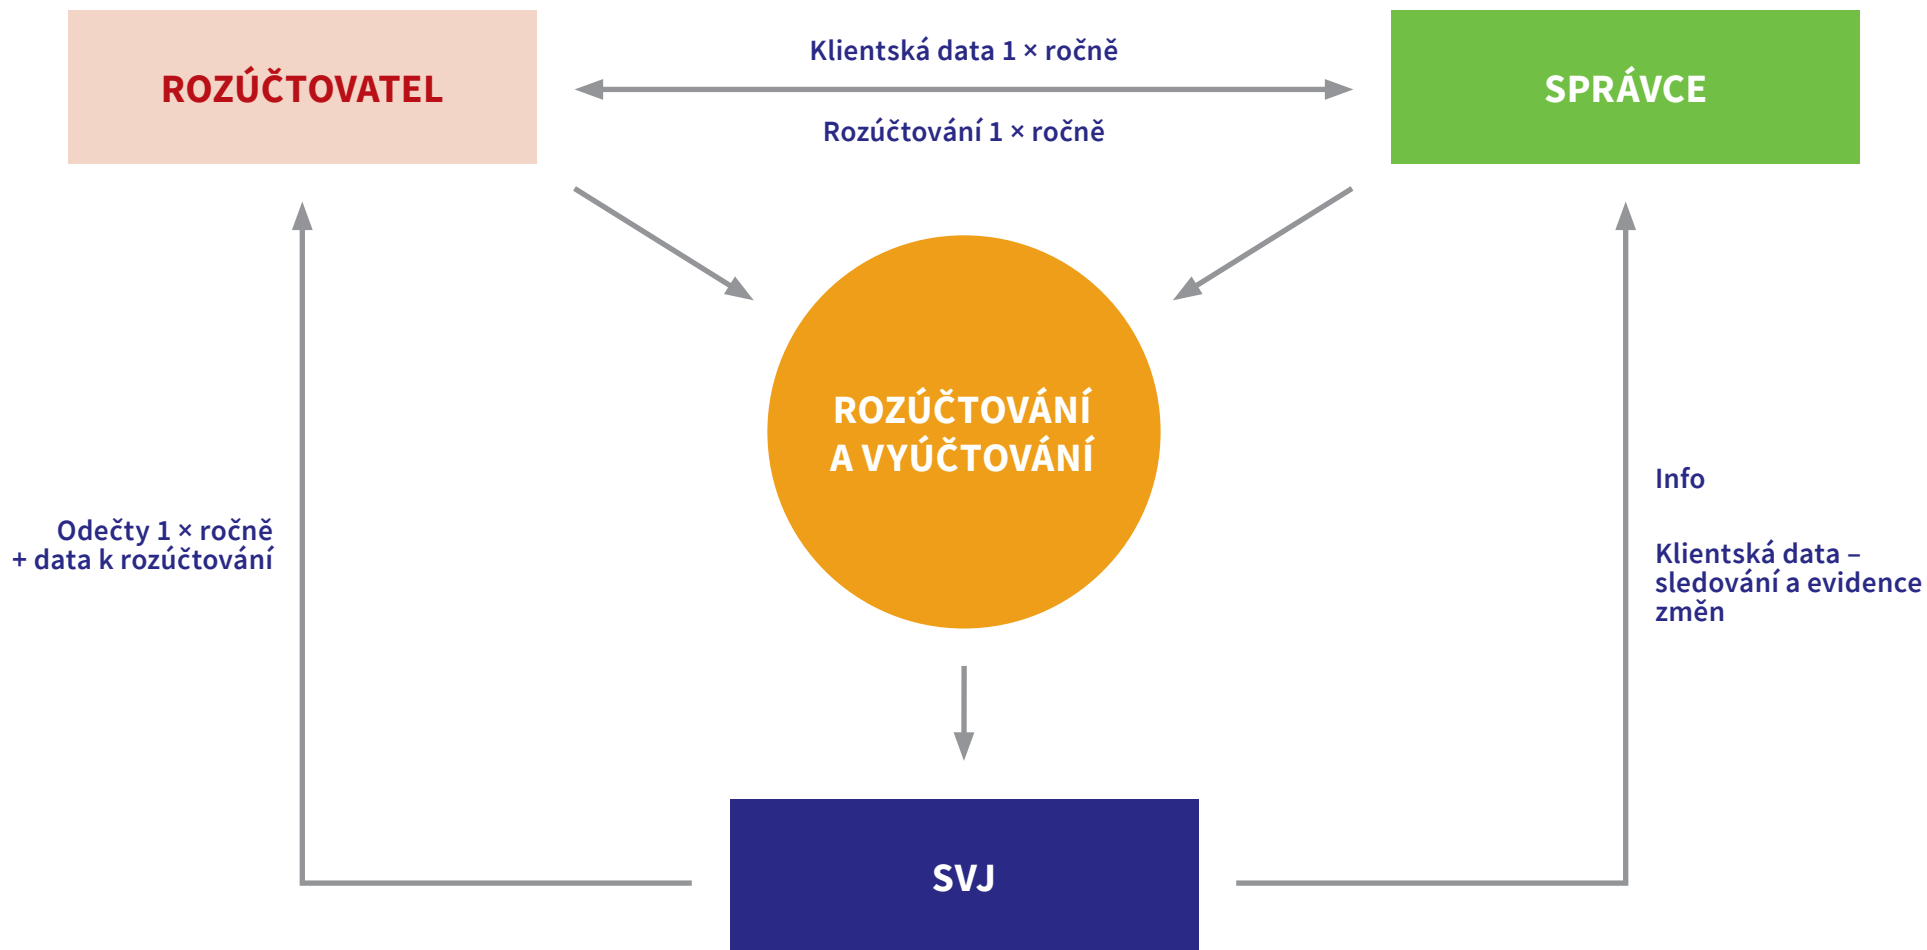 Klientská data 1 × ročně
ROZÚČTOVATEL
SPRÁVCE
Rozúčtování 1 × ročně
ROZÚČTOVÁNÍ
A VYÚČTOVÁNÍ
Odečty 1 × ročně
+ data k rozúčtování
Info
Klientská data –
sledování a evidence
změn
SVJ